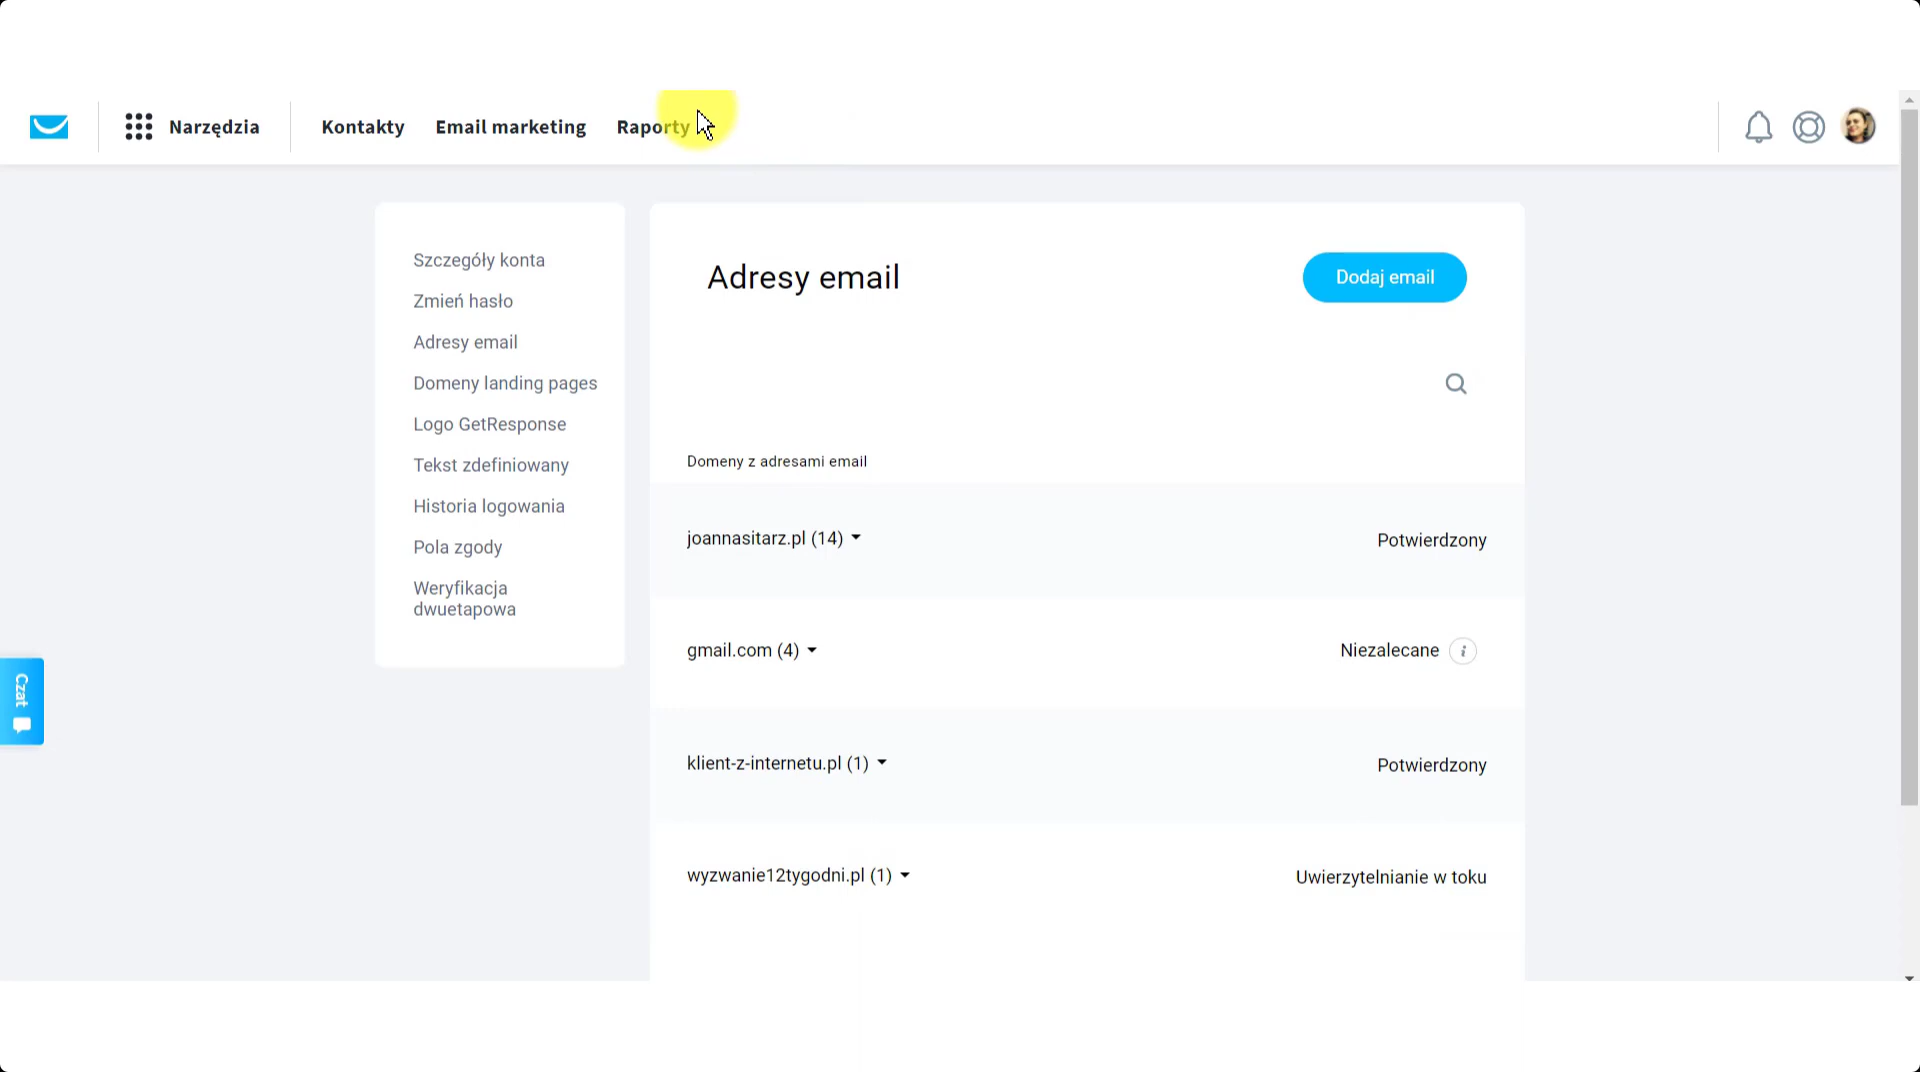 Narzędzia
Kontakty
Email marketing
Raporty
Szczegóły konta
Zmień hasło
Adresy email
Domeny landing pages
Logo GetResponse
Tekst zdefiniowany
Historia logowania
Pola zgody
Weryfikacja
dwuetapowa
Czat
Adresy email
Dodaj email
Domeny z adresami email
joannasitarz.pl (14)
Potwierdzony
gmail.com (4)
Niezalecane
i
klient-z-internetu.pl (1)
Potwierdzony
wyzwanie12tygodni.pl (1)
Uwierzytelnianie w toku